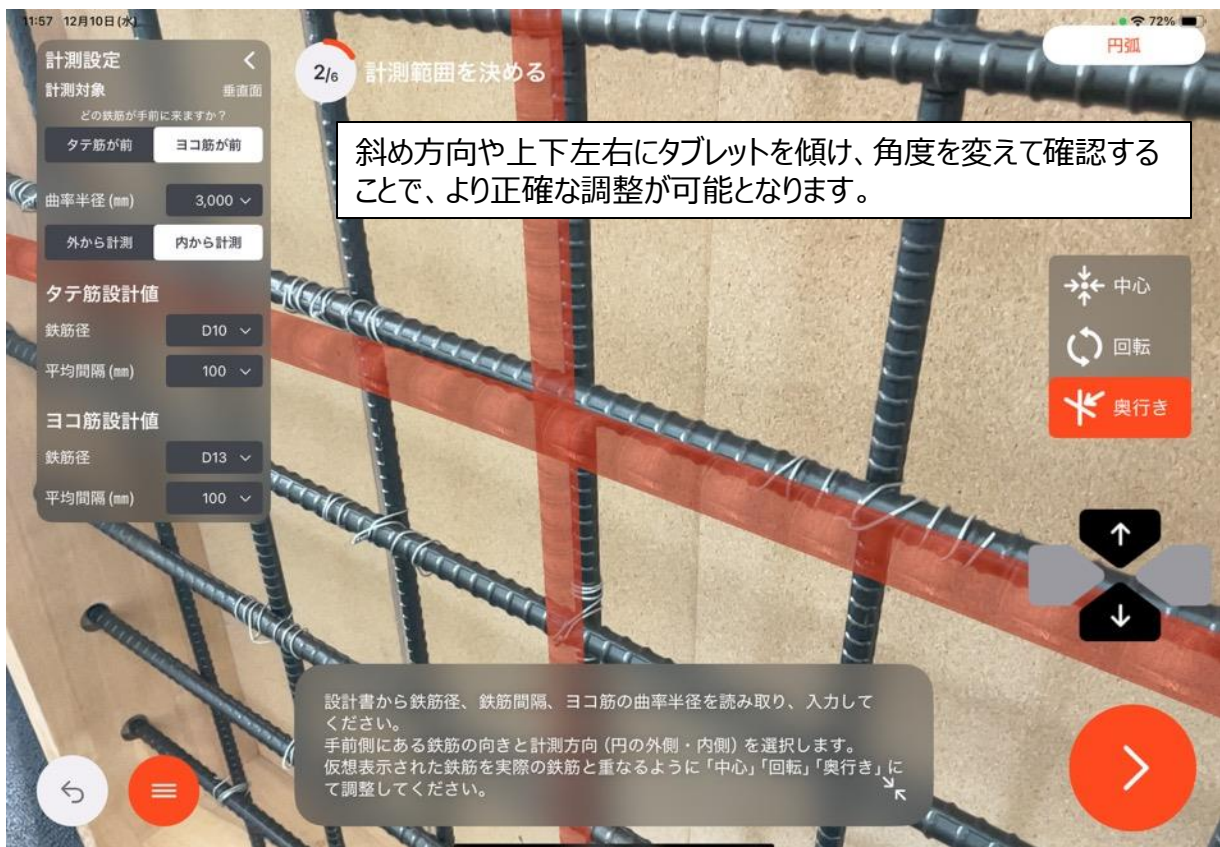 11:57 12月10日(水)
72%
計測設定
計測対象 垂直面
どの鉄筋が手前に来ますか？
タテ筋が前 ヨコ筋が前
曲率半径(㎜) 3,000
外から計測 内から計測
タテ筋設計値
鉄筋径 D10
平均間隔(㎜) 100
ヨコ筋設計値
鉄筋径 D13
平均間隔(㎜) 100
2/6 計測範囲を決める
円弧
斜め方向や上下左右にタブレットを傾け、角度を変えて確認する
ことで、より正確な調整が可能となります。
中心
回転
奥行き
設計書から鉄筋径、鉄筋間隔、ヨコ筋の曲率半径を読み取り、入力して
ください。
手前側にある鉄筋の向きと計測方向(円の外側・内側)を選択します。
仮想表示された鉄筋を実際の鉄筋と重なるように「中心」「回転」「奥行き」に
て調整してください。